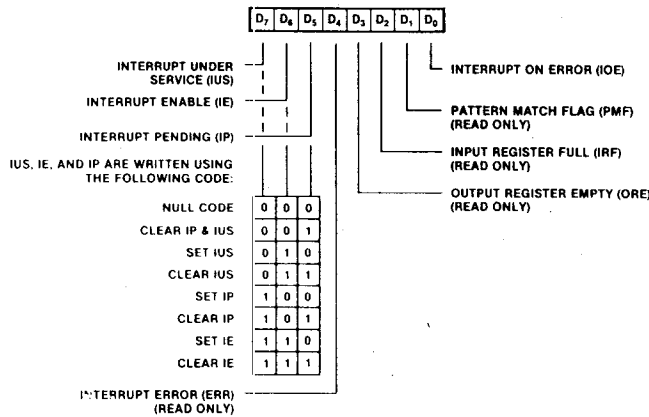 D7 D6 D5 D4 D3 D2 D1 D0
INTERRUPT UNDER
SERVICE (IUS)
INTERRUPT ENABLE (IE)
INTERRUPT PENDING (IP)
IUS, IE, AND IP ARE WRITTEN USING
THE FOLLOWING CODE:
NULL CODE 0 0 0
CLEAR IP & IUS 0 0 1
SET IUS 0 1 0
CLEAR IUS 0 1 1
SET IP 1 0 0
CLEAR IP 1 0 1
SET IE 1 1 0
CLEAR IE 1 1 1
INTERRUPT ERROR (ERR)
(READ ONLY)
INTERRUPT ON ERROR (IOE)
PATTERN MATCH FLAG (PMF)
(READ ONLY)
INPUT REGISTER FULL (IRF)
(READ ONLY)
OUTPUT REGISTER EMPTY (ORE)
(READ ONLY)